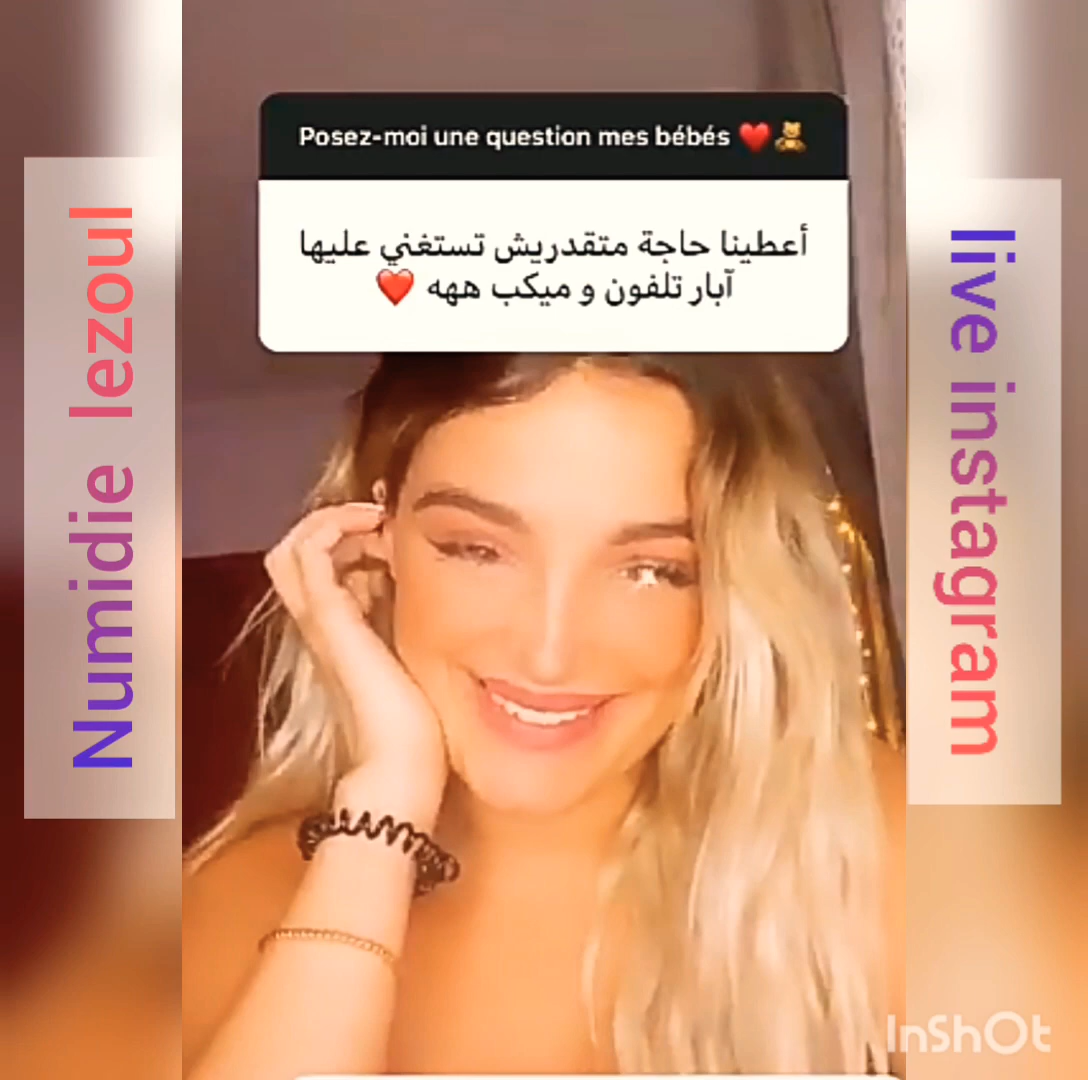 Posez-moi une question mes bébés ❤️🧸
أعطينا حاجة متقدريش تستغني عليها
آبار تلفون و ميكب ههه ❤️
Numidie lezoul
live instagram
InShOt